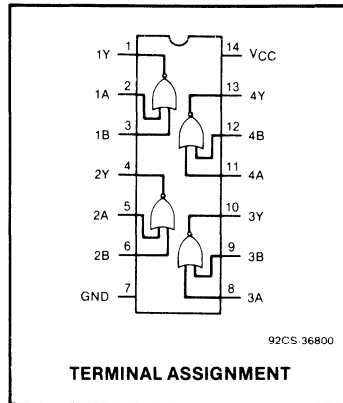 1Y 1 14 VCC
1A 2 13 4Y
1B 3 12 4B
2Y 4 11 4A
2A 5 10 3Y
2B 6 9 3B
GND 7 8 3A
92CS-36800
TERMINAL ASSIGNMENT